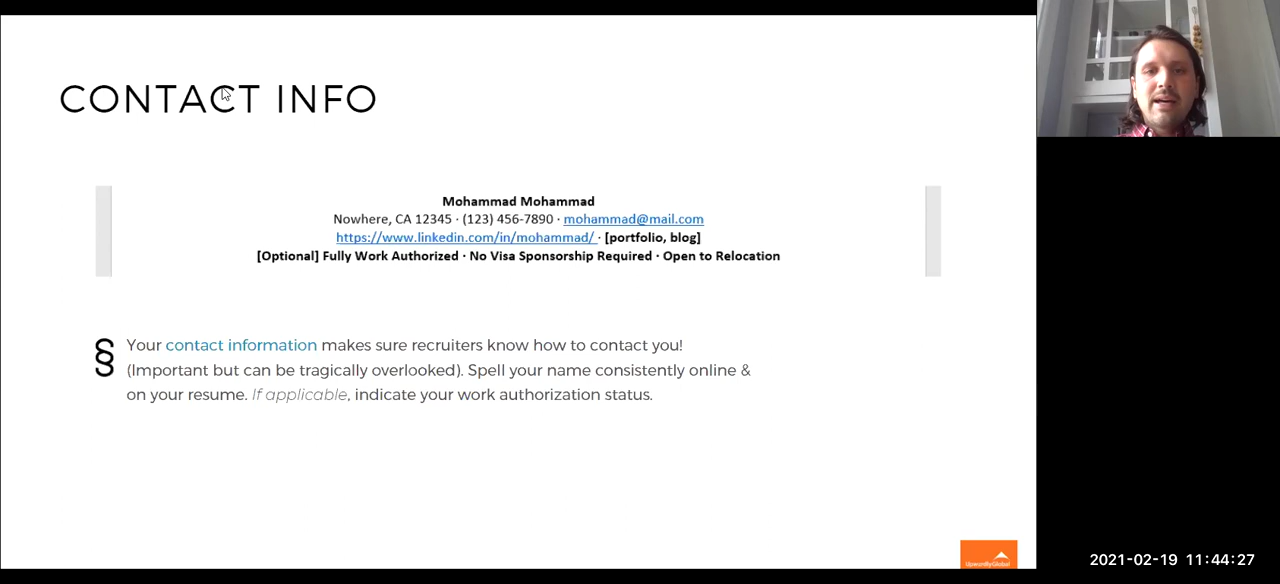 CONTACT INFO
Mohammad Mohammad
Nowhere, CA 12345 · (123) 456-7890 · mohammad@mail.com
https://www.linkedin.com/in/mohammad/ · [portfolio, blog]
[Optional] Fully Work Authorized · No Visa Sponsorship Required · Open to Relocation
§ Your contact information makes sure recruiters know how to contact you!
(Important but can be tragically overlooked). Spell your name consistently online &
on your resume. If applicable, indicate your work authorization status.
UpwardlyGlobal
2021-02-19 11:44:27